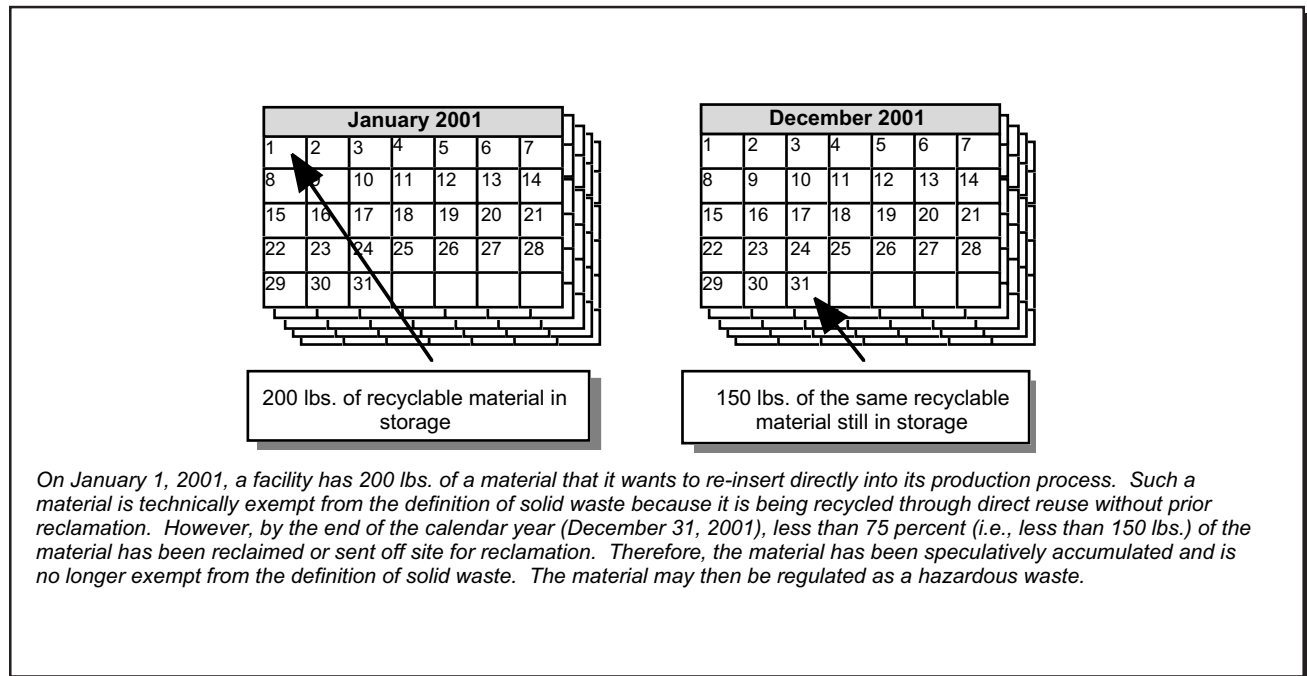 January 2001
1 2 3 4 5 6 7
8 9 10 11 12 13 14
15 16 17 18 19 20 21
22 23 24 25 26 27 28
29 30 31
200 lbs. of recyclable material in
storage
December 2001
1 2 3 4 5 6 7
8 9 10 11 12 13 14
15 16 17 18 19 20 21
22 23 24 25 26 27 28
29 30 31
150 lbs. of the same recyclable
material still in storage
On January 1, 2001, a facility has 200 lbs. of a material that it wants to re-insert directly into its production process. Such a
material is technically exempt from the definition of solid waste because it is being recycled through direct reuse without prior
reclamation. However, by the end of the calendar year (December 31, 2001), less than 75 percent (i.e., less than 150 lbs.) of the
material has been reclaimed or sent off site for reclamation. Therefore, the material has been speculatively accumulated and is
no longer exempt from the definition of solid waste. The material may then be regulated as a hazardous waste.